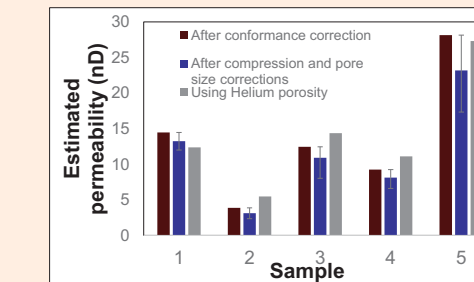 Estimated
permeability (nD)
30
25
20
15
10
5
0
After conformance correction
After compression and pore
size corrections
Using Helium porosity
1 2 3 4 5
Sample